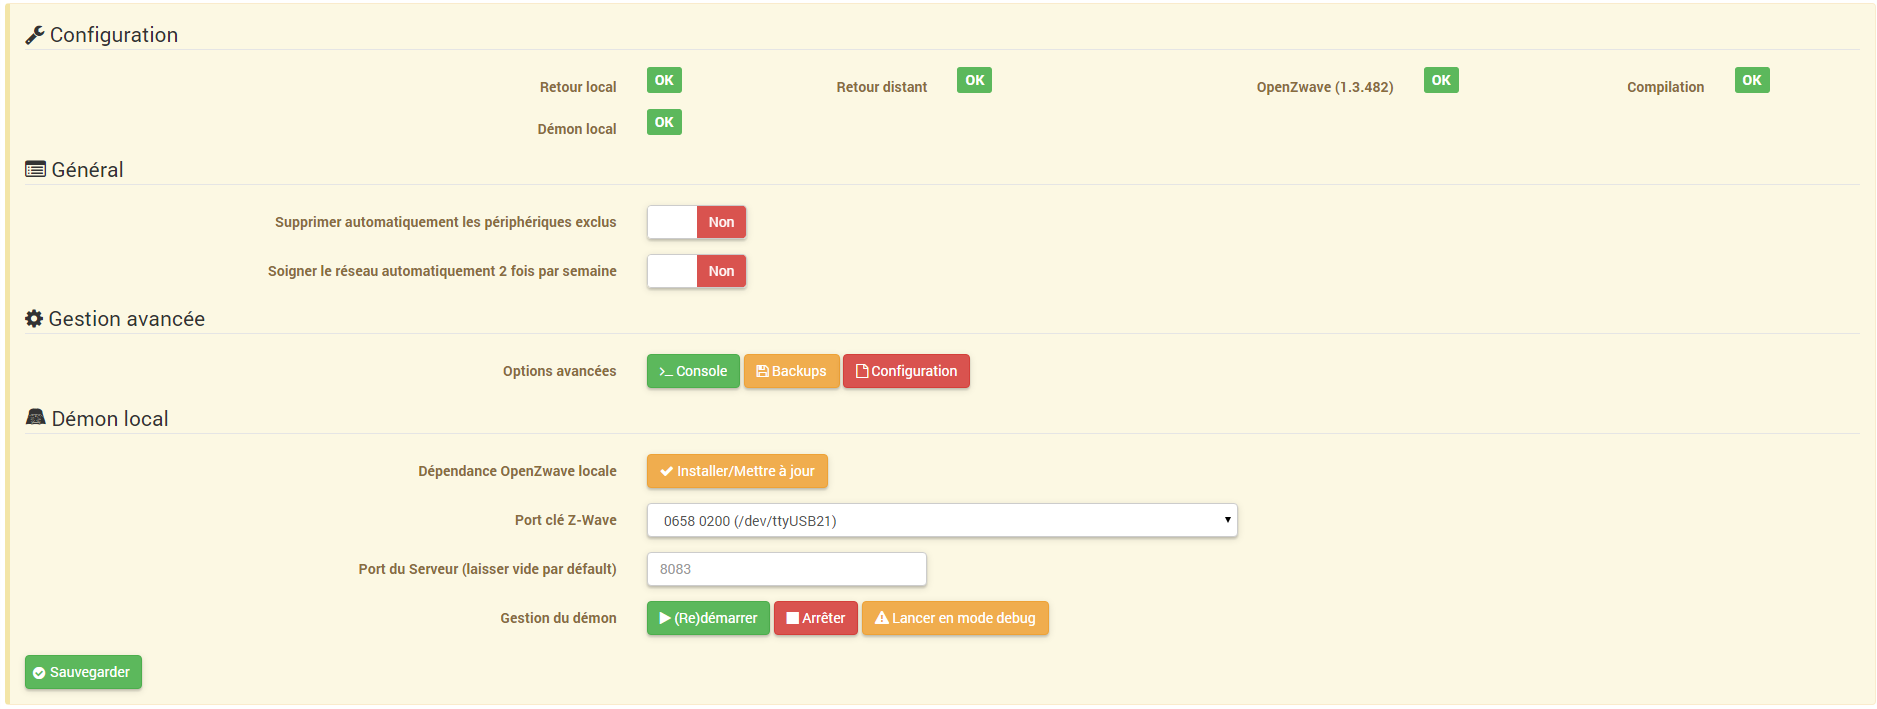 Configuration
Retour local OK Retour distant OK OpenZwave (1.3.482) OK Compilation OK
Démon local OK
Général
Supprimer automatiquement les périphériques exclus Non
Soigner le réseau automatiquement 2 fois par semaine Non
Gestion avancée
Options avancées >_ Console Backups Configuration
Démon local
Dépendance OpenZwave locale Installer/Mettre à jour
Port clé Z-Wave 0658 0200 (/dev/ttyUSB21)
Port du Serveur (laisser vide par défault) 8083
Gestion du démon (Re)démarrer Arrêter Lancer en mode debug
Sauvegarder